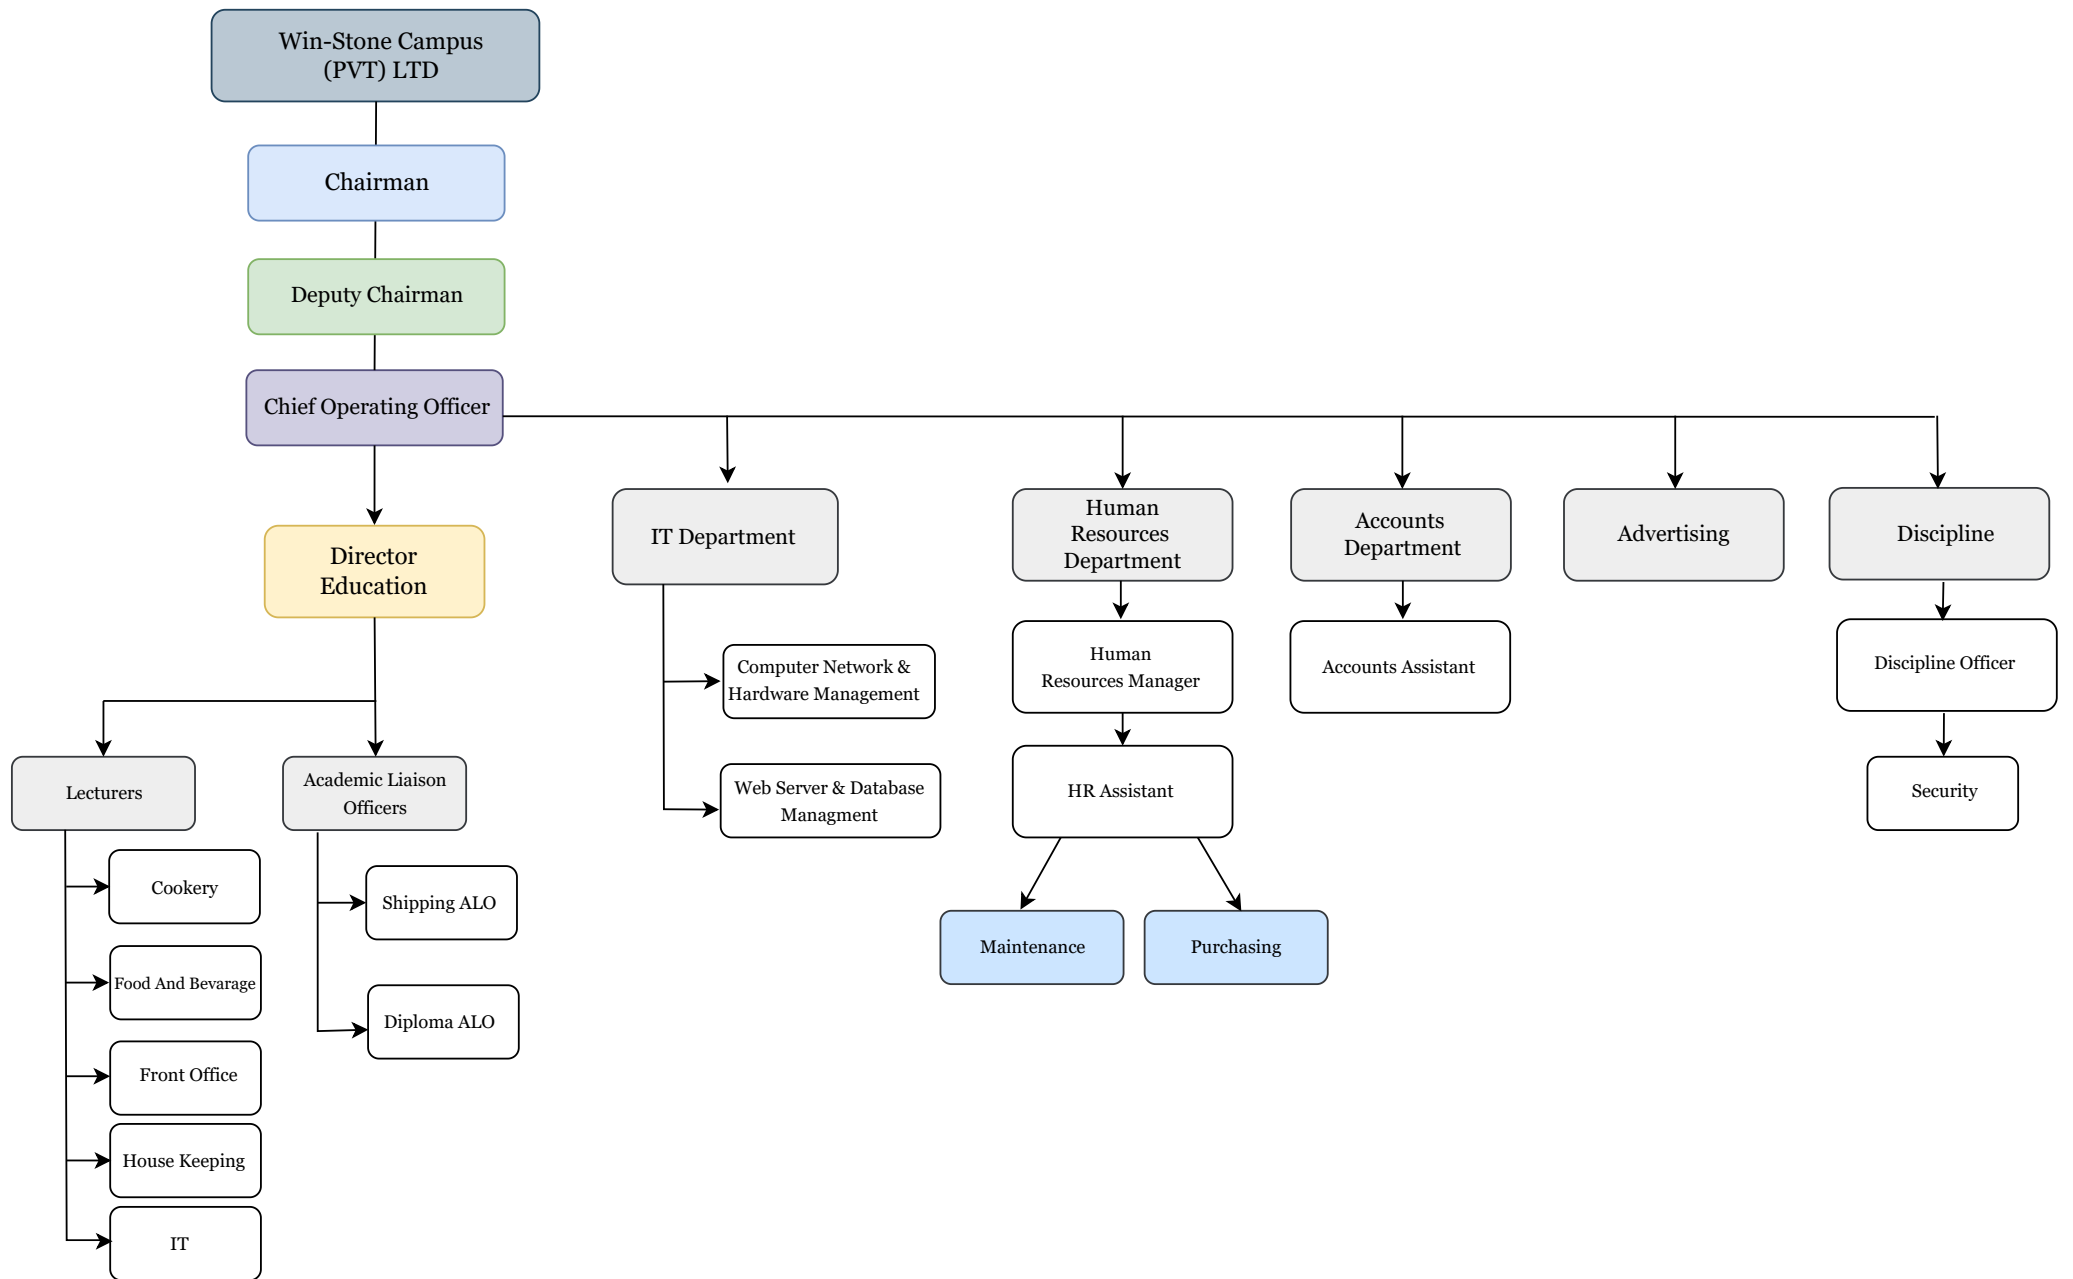 Win-Stone Campus
(PVT) LTD
Chairman
Deputy Chairman
Chief Operating Officer
Director
Education
IT Department
Human
Resources
Department
Accounts
Department
Advertising
Discipline
Computer Network &
Hardware Management
Web Server & Database
Managment
Human
Resources Manager
HR Assistant
Maintenance
Purchasing
Accounts Assistant
Discipline Officer
Security
Lecturers
Cookery
Food And Bevarage
Front Office
House Keeping
IT
Academic Liaison
Officers
Shipping ALO
Diploma ALO